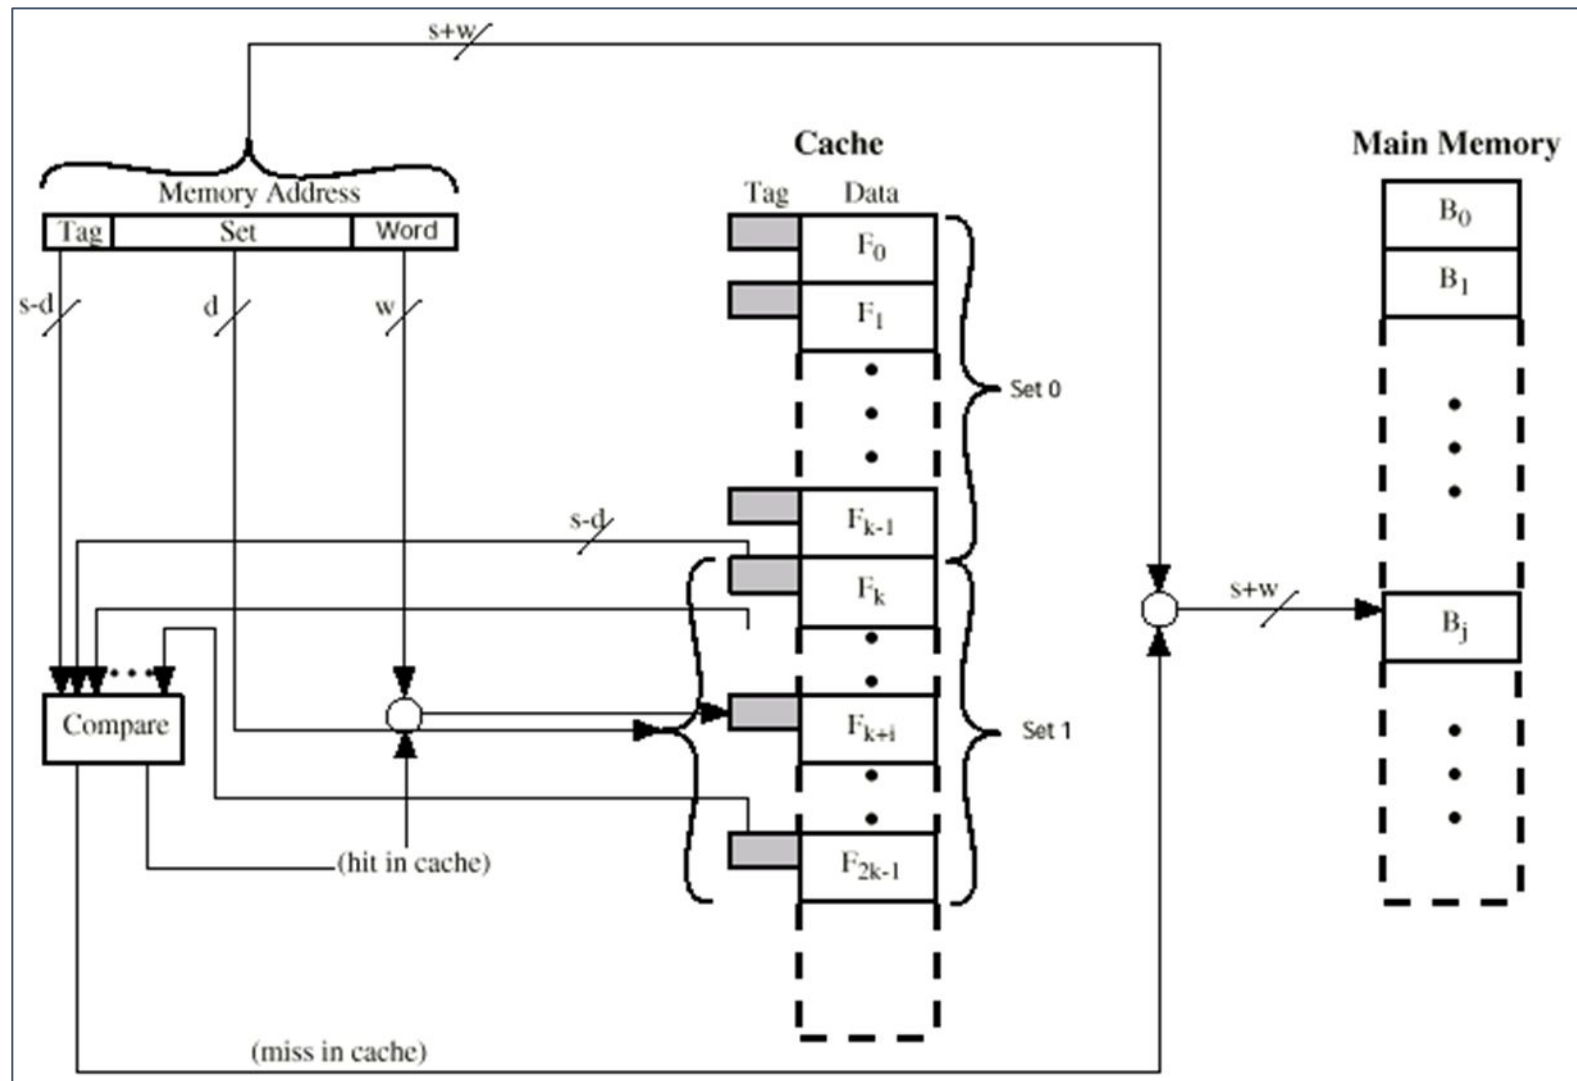 s+w
Cache
Main Memory
Memory Address
Tag Data
Tag Set Word
B0
F0
B1
s-d d w
F1
Set 0
s-d
Fk-1
Fk
s+w
Bj
Compare
Fk+i
Set 1
(hit in cache)
F2k-1
(miss in cache)